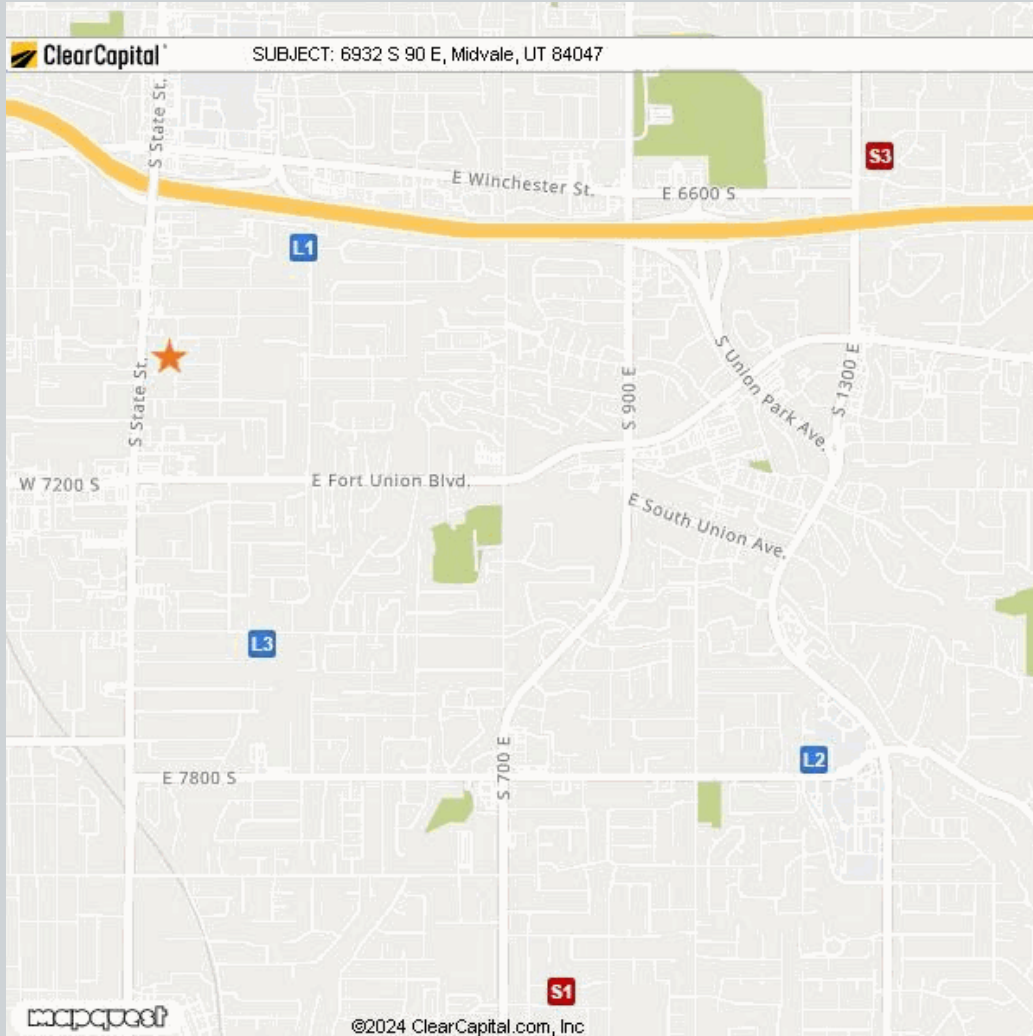 ClearCapital
SUBJECT: 6932 S 90 E, Midvale, UT 84047
S State St.
S3
E Winchester St.
E 6600 S
L1
S State St.
S 900 E
S Union Park Ave.
S 1300 E
W 7200 S
E Fort Union Blvd.
E South Union Ave.
L3
E 7800 S
S 700 E
L2
S1
mapquest
©2024 ClearCapital.com, Inc